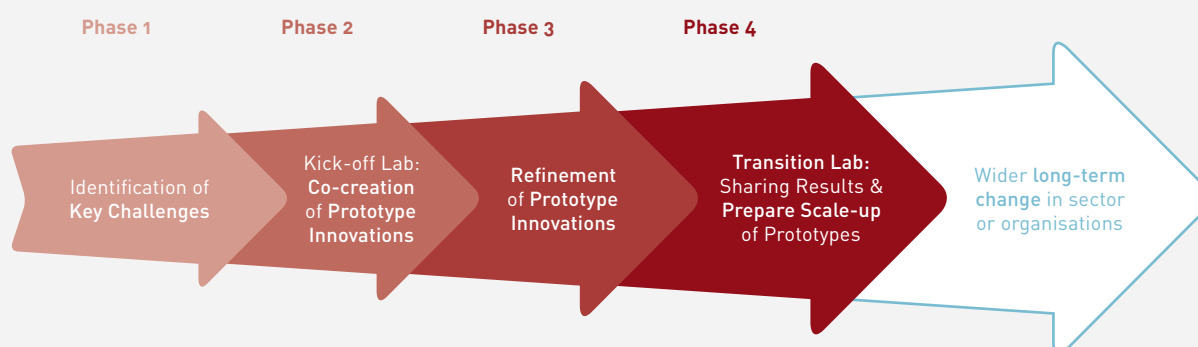 Phase 1
Phase 2
Phase 3
Phase 4
Identification of
Key Challenges
Kick-off Lab:
Co-creation
of Prototype
Innovations
Refinement
of Prototype
Innovations
Transition Lab:
Sharing Results &
Prepare Scale-up
of Prototypes
Wider long-term
change in sector
or organisations